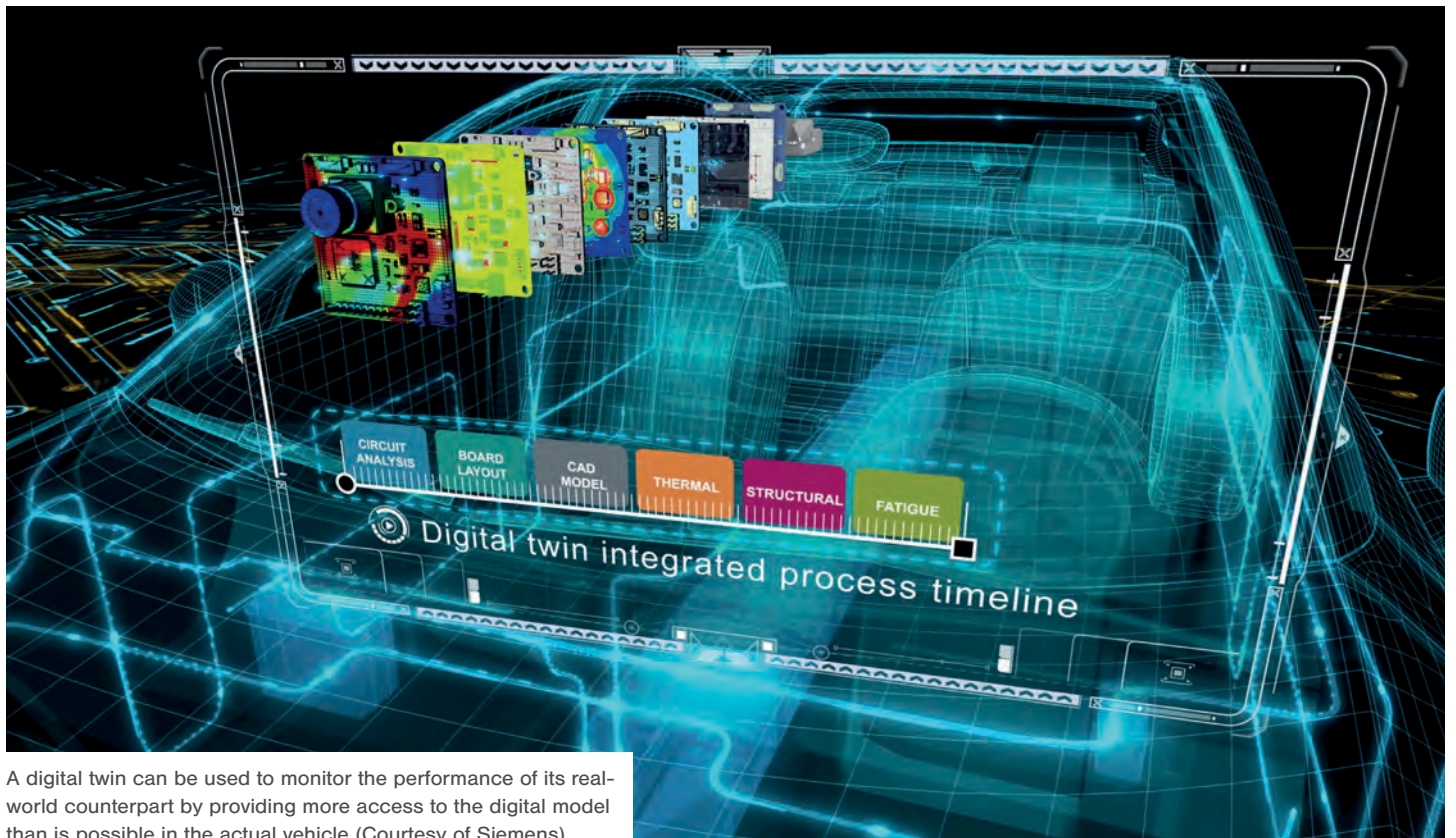 CIRCUIT
ANALYSIS
BOARD
LAYOUT
CAD
MODEL
THERMAL
STRUCTURAL
FATIGUE
Digital twin integrated process timeline
A digital twin can be used to monitor the performance of its real-
world counterpart by providing more access to the digital model
than is possible in the actual vehicle (Courtesy of Siemens)